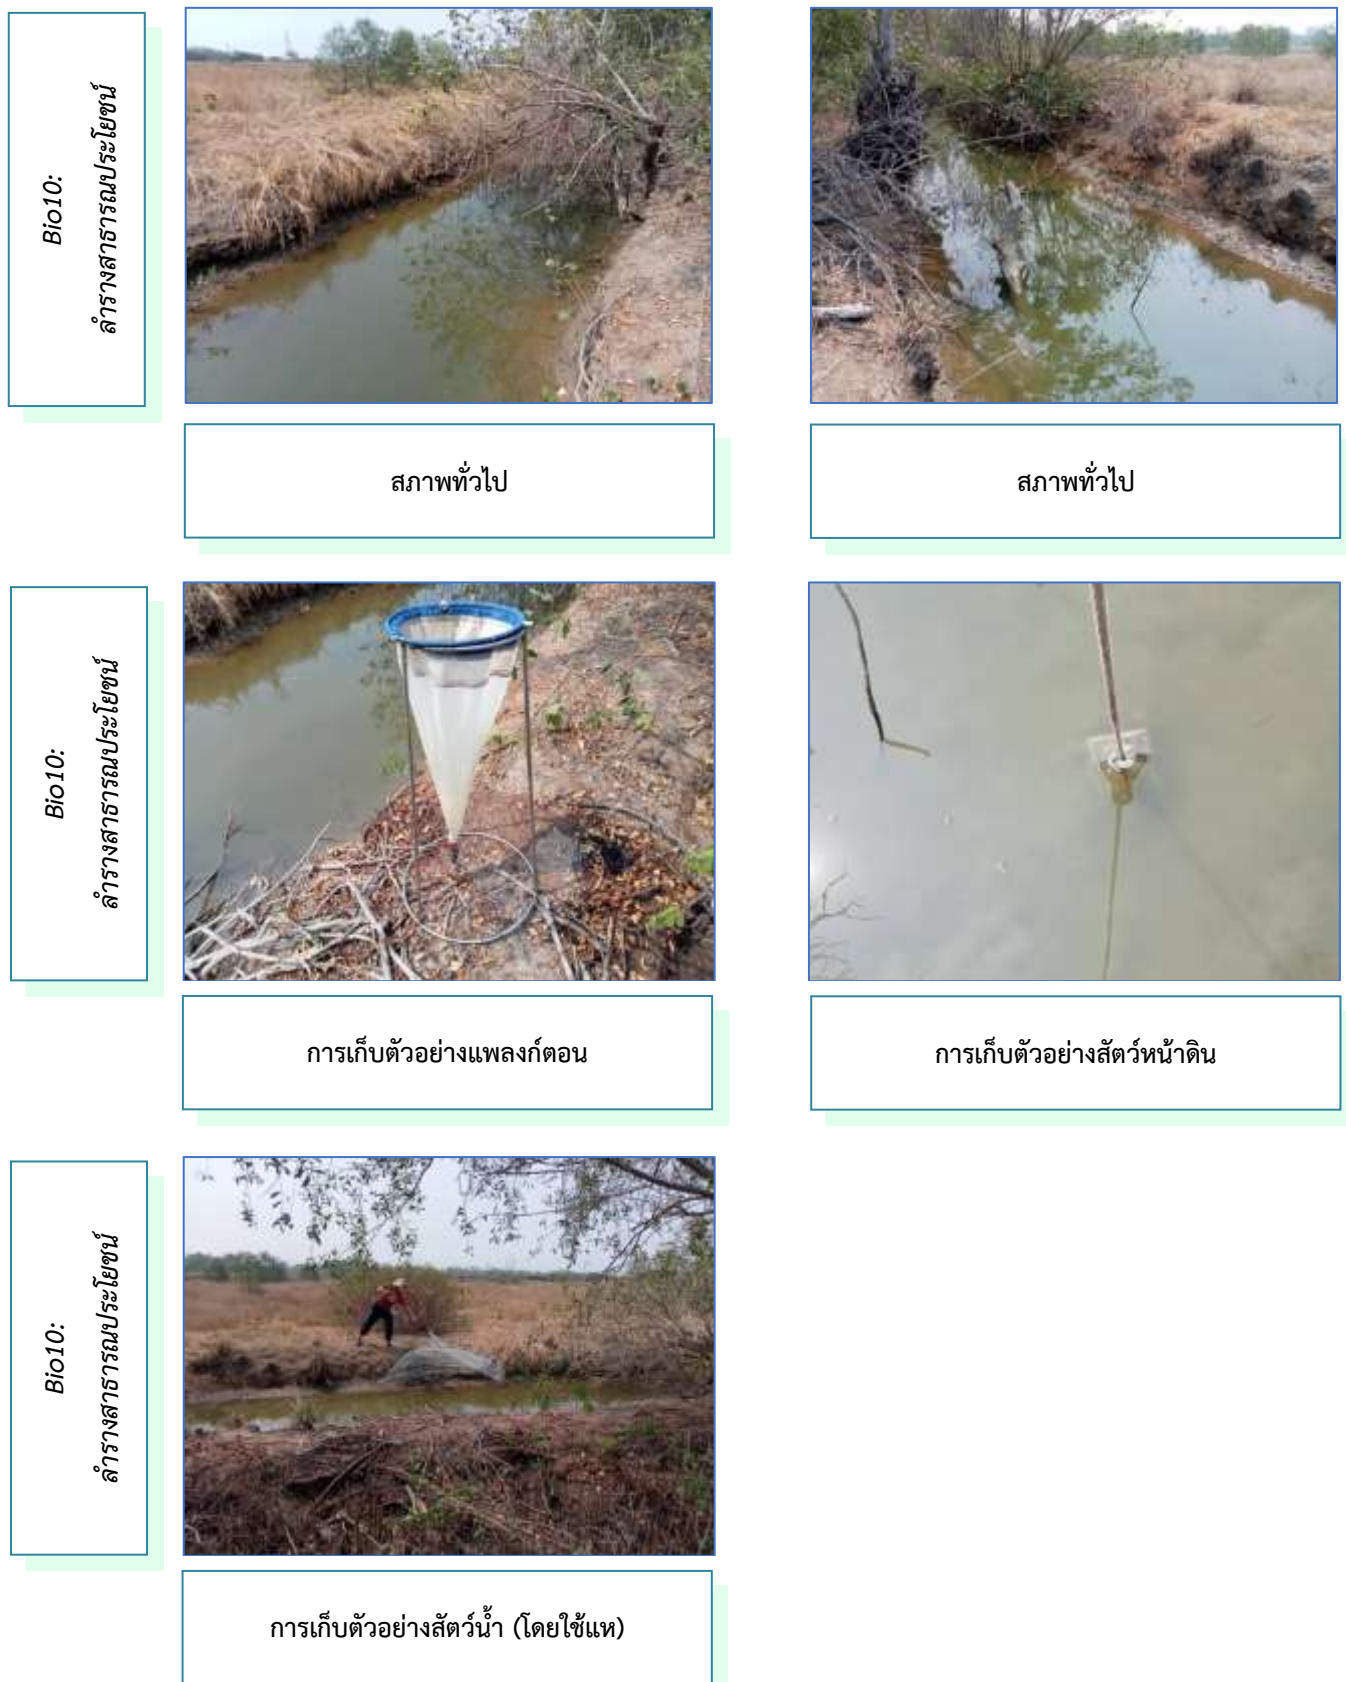 Bio10:
ลำรางสาธารณประโยชน์
สภาพทั่วไป
สภาพทั่วไป
Bio10:
ลำรางสาธารณประโยชน์
การเก็บตัวอย่างแพลงก์ตอน
การเก็บตัวอย่างสัตว์หน้าดิน
Bio10:
ลำรางสาธารณประโยชน์
การเก็บตัวอย่างสัตว์น้ำ (โดยใช้แห)